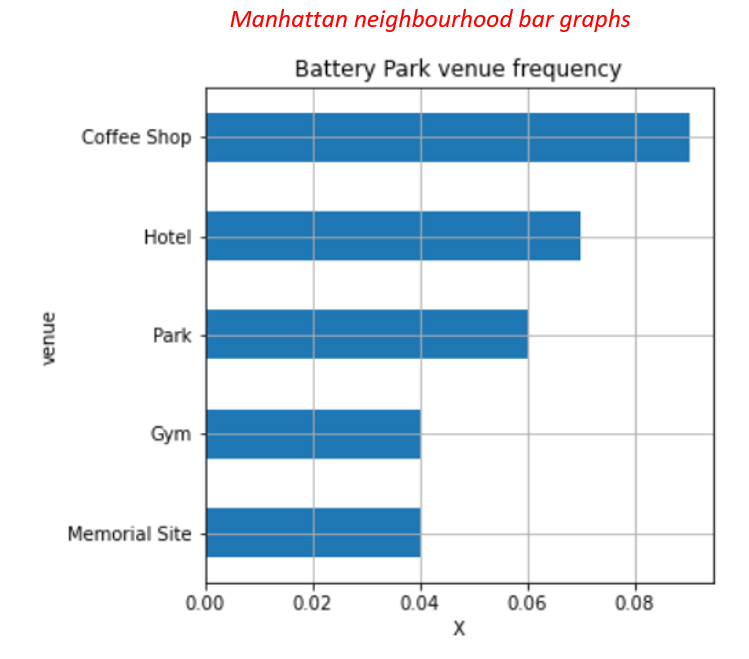 Manhattan neighbourhood bar graphs
Battery Park venue frequency
Coffee Shop
Hotel
Park
Gym
Memorial Site
venue
0.00 0.02 0.04 0.06 0.08
X